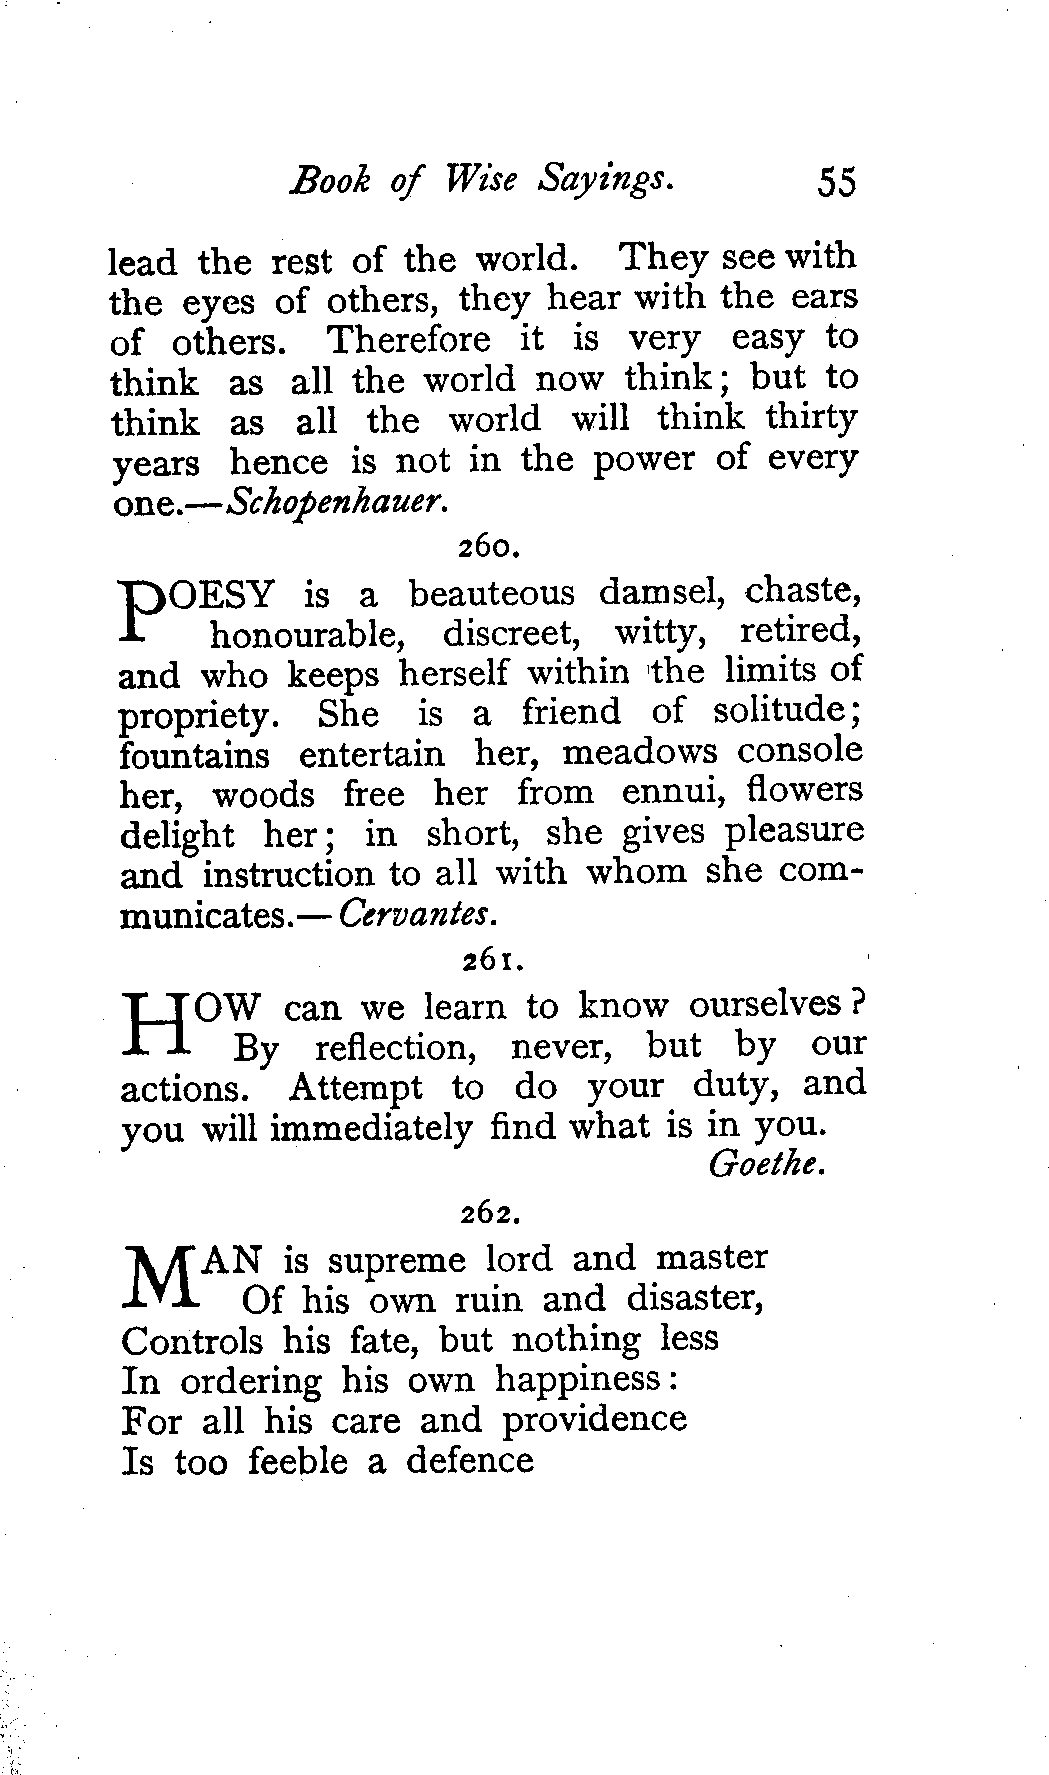 Book of Wise Sayings. 55
lead the rest of the world. They see with
the eyes of others, they hear with the ears
of others. Therefore it is very easy to
think as all the world now think; but to
think as all the world will think thirty
years hence is not in the power of every
one.—Schopenhauer.
260.
POESY is a beauteous damsel, chaste,
honourable, discreet, witty, retired,
and who keeps herself within the limits of
propriety. She is a friend of solitude;
fountains entertain her, meadows console
her, woods free her from ennui, flowers
delight her; in short, she gives pleasure
and instruction to all with whom she com-
municates.—Cervantes.
261.
HOW can we learn to know ourselves?
By reflection, never, but by our
actions. Attempt to do your duty, and
you will immediately find what is in you.
Goethe.
262.
MAN is supreme lord and master
Of his own ruin and disaster,
Controls his fate, but nothing less
In ordering his own happiness:
For all his care and providence
Is too feeble a defence